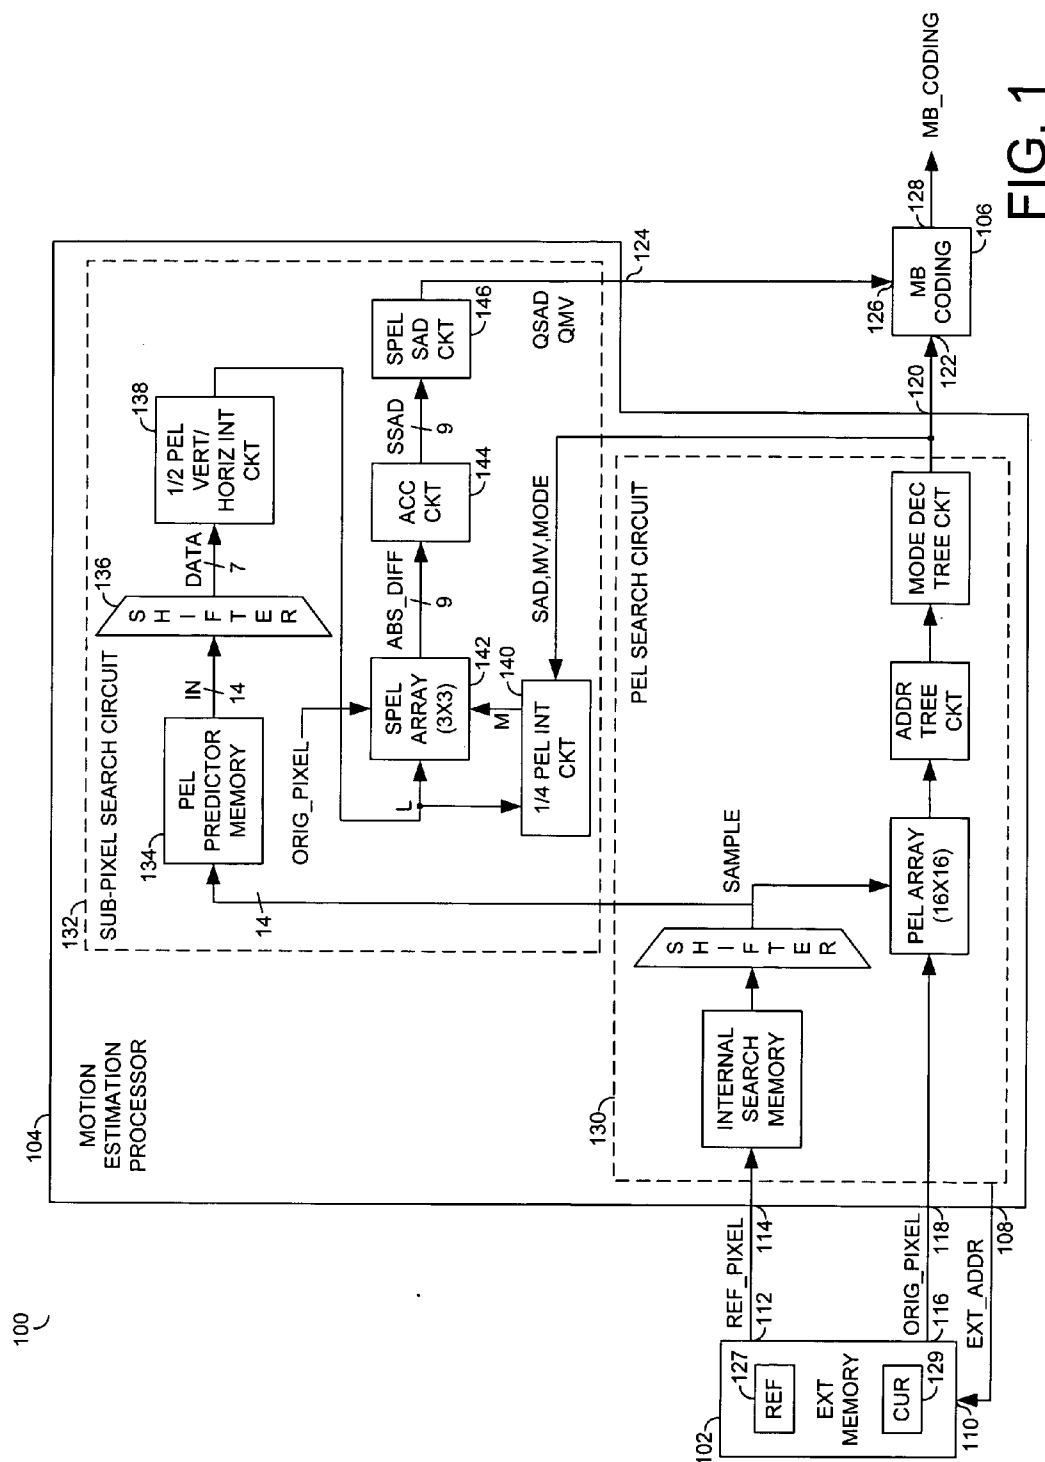 100
104
MOTION
ESTIMATION
PROCESSOR
132
SUB-PIXEL SEARCH CIRCUIT
134
PEL
PREDICTOR
MEMORY
14
IN
14
136
SHIFTER
DATA
7
138
1/2 PEL
VERT/
HORIZ INT
CKT
ORIG_PIXEL
L
SPEL
ARRAY
(3X3)
142
ABS_DIFF
9
ACC
CKT
144
SSAD
9
SPEL
SAD
CKT
146
M
140
1/4 PEL INT
CKT
SAD,MV,MODE
QSAD
QMV
124
130
PEL SEARCH CIRCUIT
INTERNAL
SEARCH
MEMORY
SHIFTER
SAMPLE
PEL ARRAY
(16X16)
ADDR
TREE
CKT
MODE DEC
TREE CKT
120
122
126
MB
CODING
106
128
MB_CODING
102
127
REF
EXT
MEMORY
CUR
129
110
112
REF_PIXEL
114
116
ORIG_PIXEL
118
EXT_ADDR
108
FIG. 1